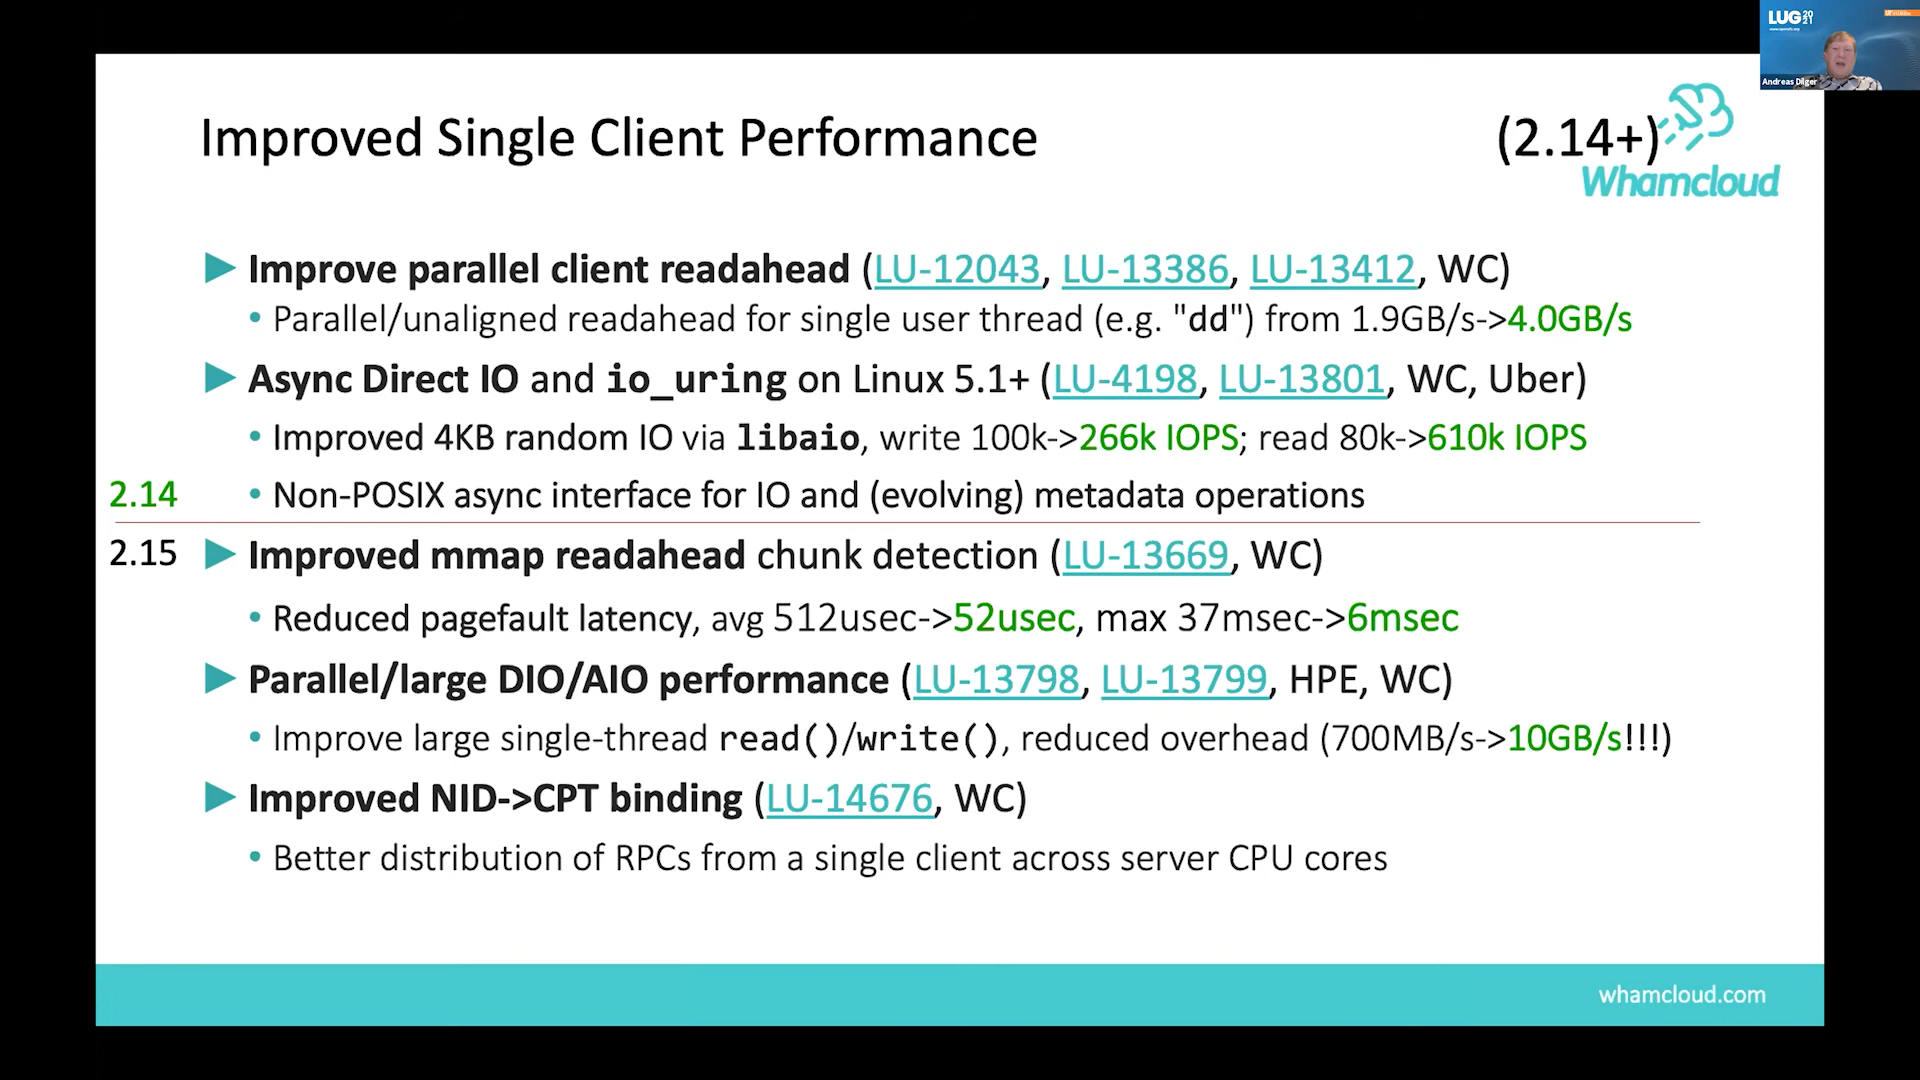 LUG 20 21
Andreas Dilger
Improved Single Client Performance (2.14+)
Whamcloud
Improve parallel client readahead (LU-12043, LU-13386, LU-13412, WC)
• Parallel/unaligned readahead for single user thread (e.g. "dd") from 1.9GB/s->4.0GB/s
Async Direct IO and io_uring on Linux 5.1+ (LU-4198, LU-13801, WC, Uber)
• Improved 4KB random IO via libaio, write 100k->266k IOPS; read 80k->610k IOPS
2.14 • Non-POSIX async interface for IO and (evolving) metadata operations
2.15 Improved mmap readahead chunk detection (LU-13669, WC)
• Reduced pagefault latency, avg 512usec->52usec, max 37msec->6msec
Parallel/large DIO/AIO performance (LU-13798, LU-13799, HPE, WC)
• Improve large single-thread read()/write(), reduced overhead (700MB/s->10GB/s!!!)
Improved NID->CPT binding (LU-14676, WC)
• Better distribution of RPCs from a single client across server CPU cores
whamcloud.com